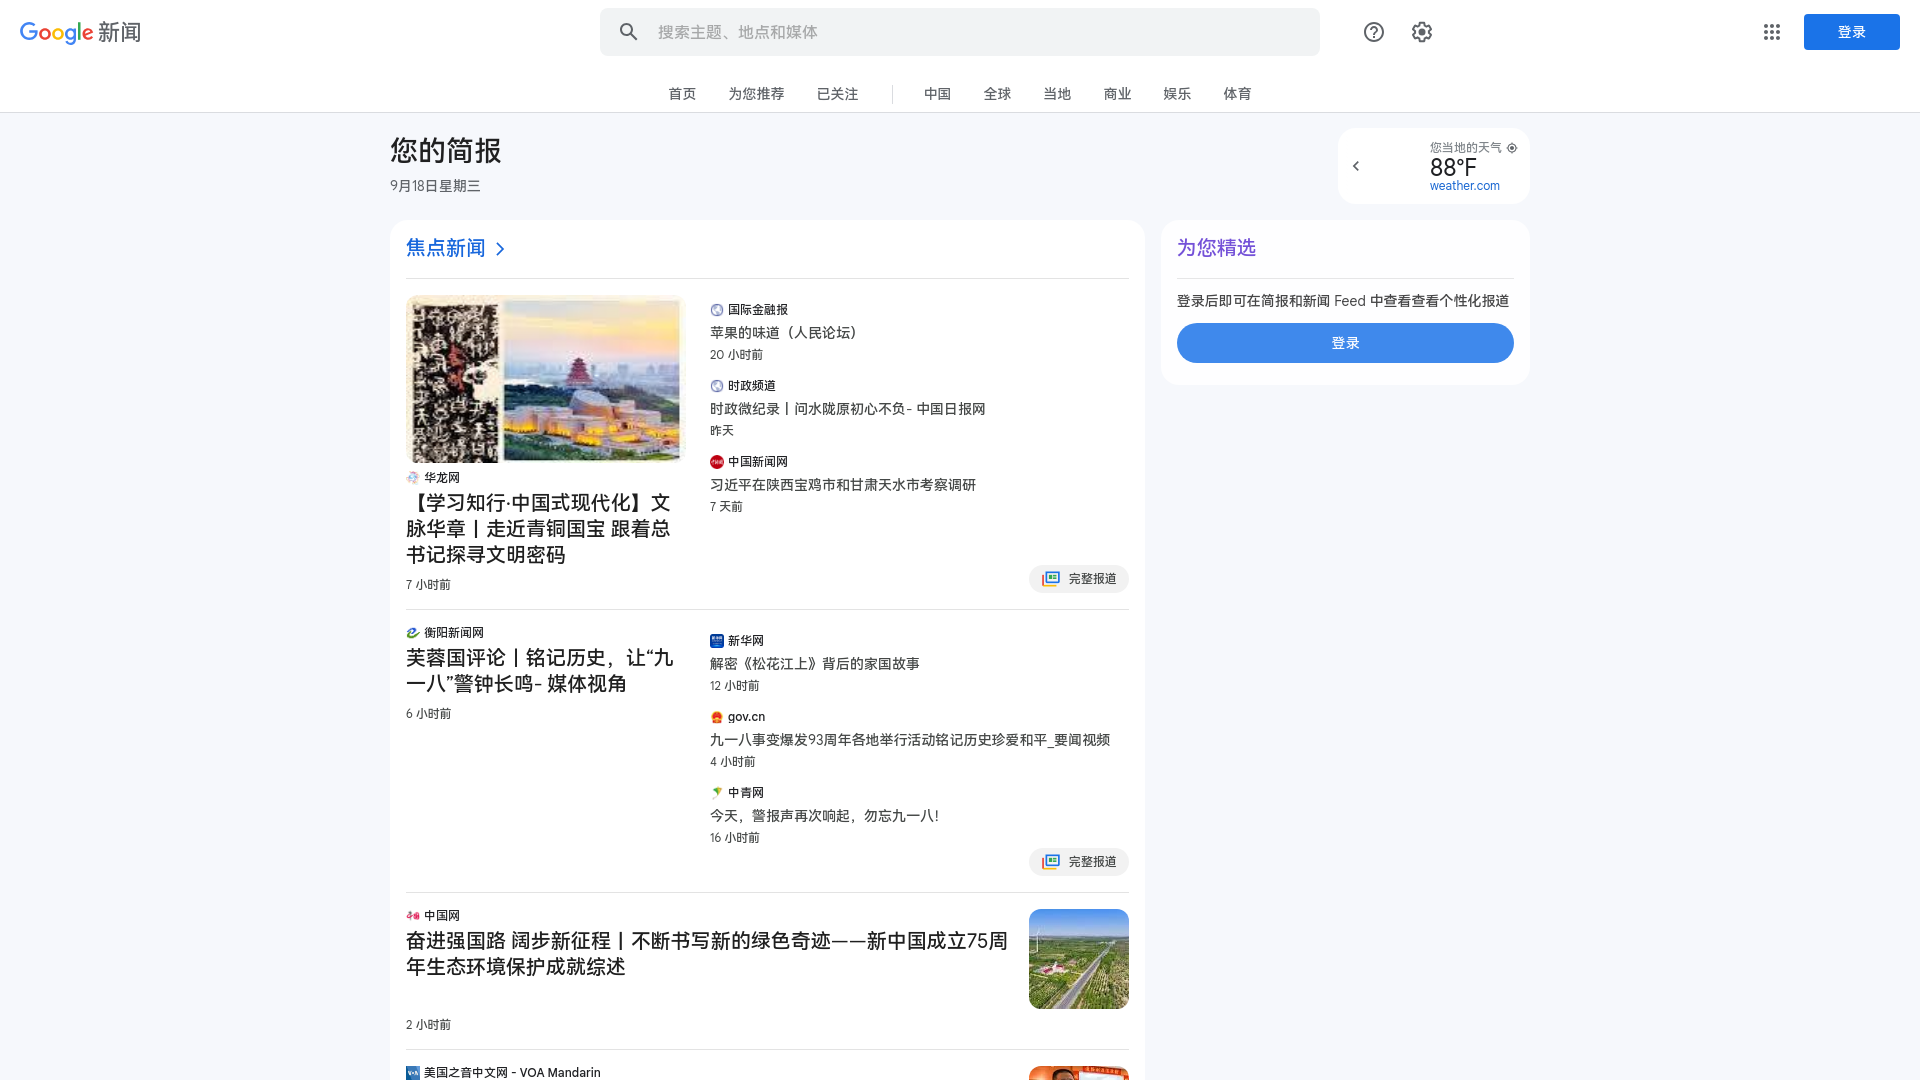 Google 新闻
搜索主题、地点和媒体
登录
首页
为您推荐
已关注
中国
全球
当地
商业
娱乐
体育
您的简报
9月18日星期三
您当地的天气
88°F
weather.com
焦点新闻
华龙网
【学习知行·中国式现代化】文
脉华章丨走近青铜国宝 跟着总
书记探寻文明密码
7 小时前
国际金融报
苹果的味道（人民论坛）
20 小时前
时政频道
时政微纪录丨问水陇原初心不负- 中国日报网
昨天
中国新闻网
习近平在陕西宝鸡市和甘肃天水市考察调研
7 天前
完整报道
衡阳新闻网
芙蓉国评论丨铭记历史，让“九
一八”警钟长鸣- 媒体视角
6 小时前
新华网
解密《松花江上》背后的家国故事
12 小时前
gov.cn
九一八事变爆发93周年各地举行活动铭记历史珍爱和平_要闻视频
4 小时前
中青网
今天，警报声再次响起，勿忘九一八！
16 小时前
完整报道
中国网
奋进强国路 阔步新征程丨不断书写新的绿色奇迹——新中国成立75周
年生态环境保护成就综述
2 小时前
美国之音中文网 - VOA Mandarin
为您精选
登录后即可在简报和新闻 Feed 中查看查看个性化报道
登录